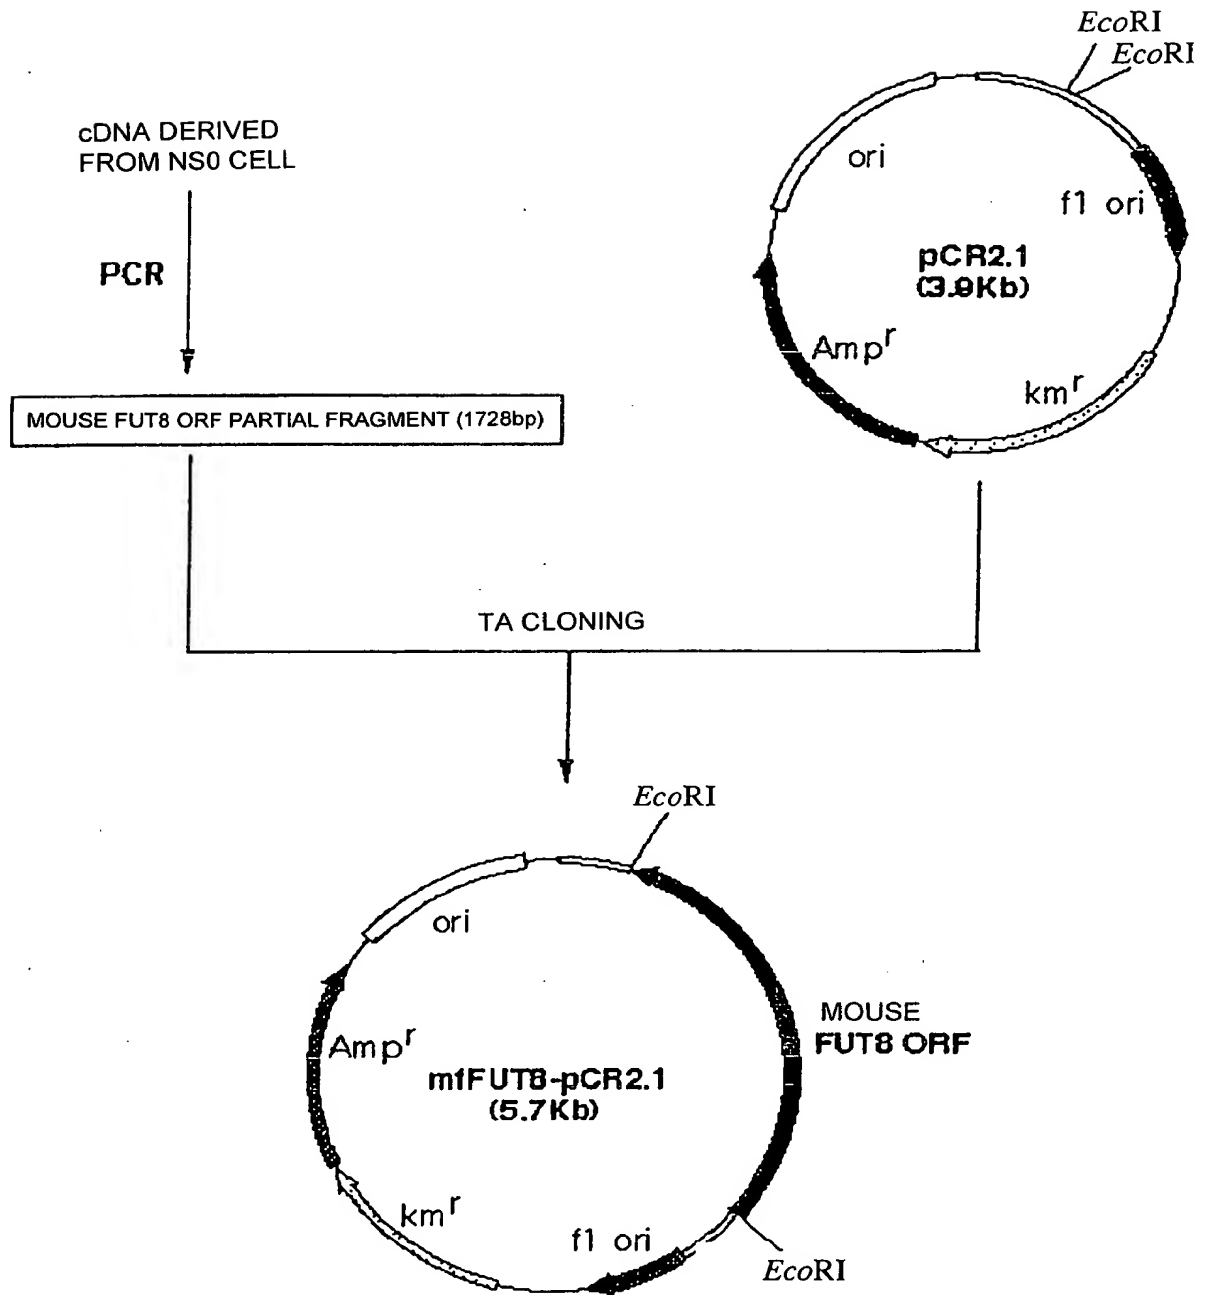 EcoRI
EcoRI
cDNA DERIVED
FROM NS0 CELL
ori
f1 ori
PCR
pCR2.1
(3.9Kb)
Amp^r
km^r
MOUSE FUT8 ORF PARTIAL FRAGMENT (1728bp)
TA CLONING
EcoRI
ori
MOUSE
FUT8 ORF
Amp^r
mfFUT8-pCR2.1
(5.7Kb)
km^r
f1 ori
EcoRI